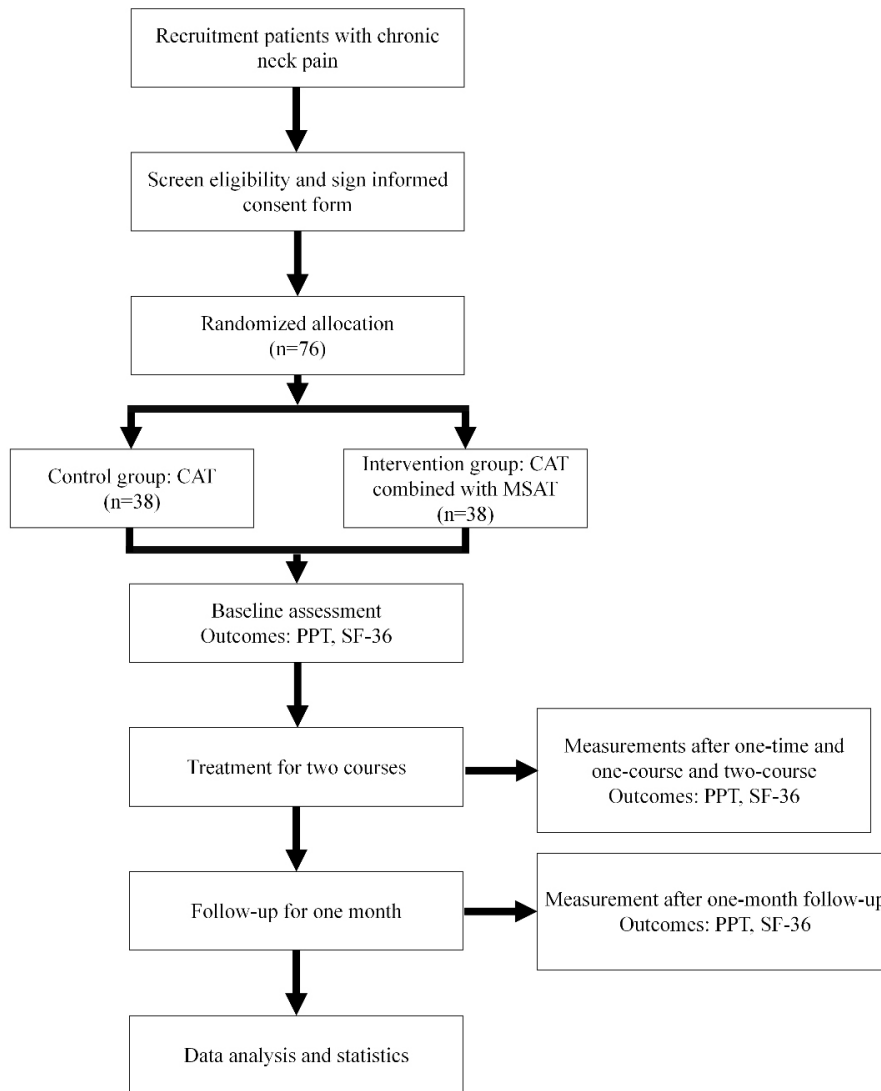 Recruitment patients with chronic
neck pain
Screen eligibility and sign informed
consent form
Randomized allocation
(n=76)
Control group: CAT
(n=38)
Intervention group: CAT
combined with MSAT
(n=38)
Baseline assessment
Outcomes: PPT, SF-36
Treatment for two courses
Measurements after one-time and
one-course and two-course
Outcomes: PPT, SF-36
Follow-up for one month
Measurement after one-month follow-up
Outcomes: PPT, SF-36
Data analysis and statistics